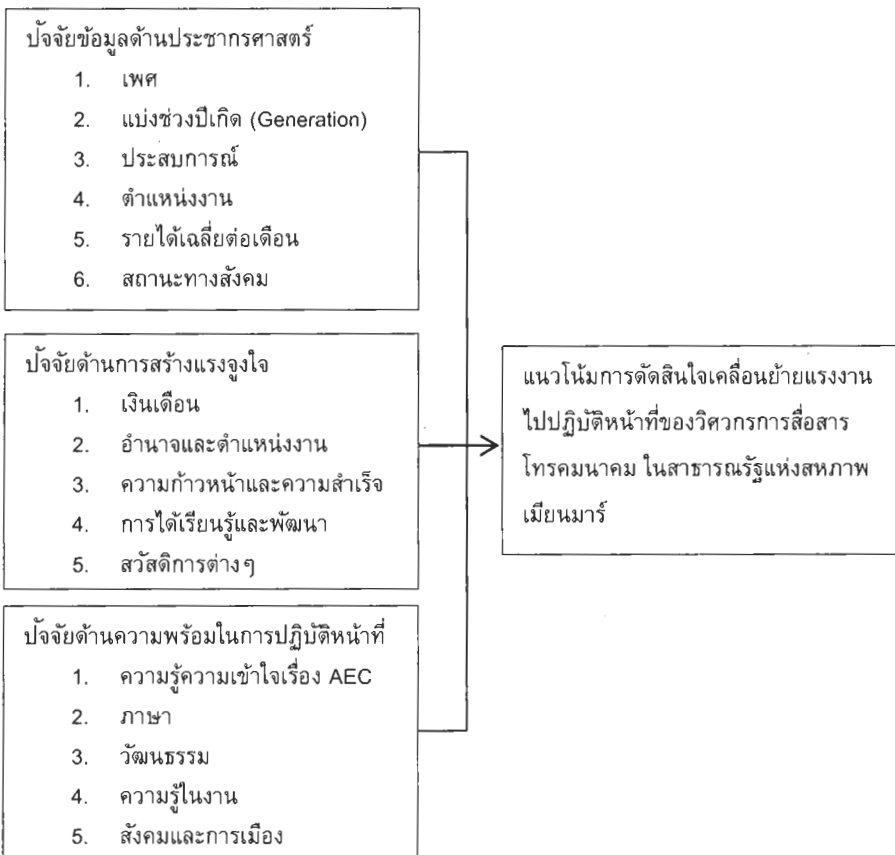 ปัจจัยข้อมูลด้านประชากรศาสตร์
1. เพศ
2. แบ่งช่วงปีเกิด (Generation)
3. ประสบการณ์
4. ตำแหน่งงาน
5. รายได้เฉลี่ยต่อเดือน
6. สถานะทางสังคม
ปัจจัยด้านการสร้างแรงจูงใจ
1. เงินเดือน
2. อำนาจและตำแหน่งงาน
3. ความก้าวหน้าและความสำเร็จ
4. การได้เรียนรู้และพัฒนา
5. สวัสดิการต่างๆ
ปัจจัยด้านความพร้อมในการปฏิบัติหน้าที่
1. ความรู้ความเข้าใจเรื่อง AEC
2. ภาษา
3. วัฒนธรรม
4. ความรู้ในงาน
5. สังคมและการเมือง
แนวโน้มการตัดสินใจเคลื่อนย้ายแรงงาน
ไปปฏิบัติหน้าที่ของวิศวกรการสื่อสาร
โทรคมนาคม ในสาธารณรัฐแห่งสหภาพ
เมียนมาร์